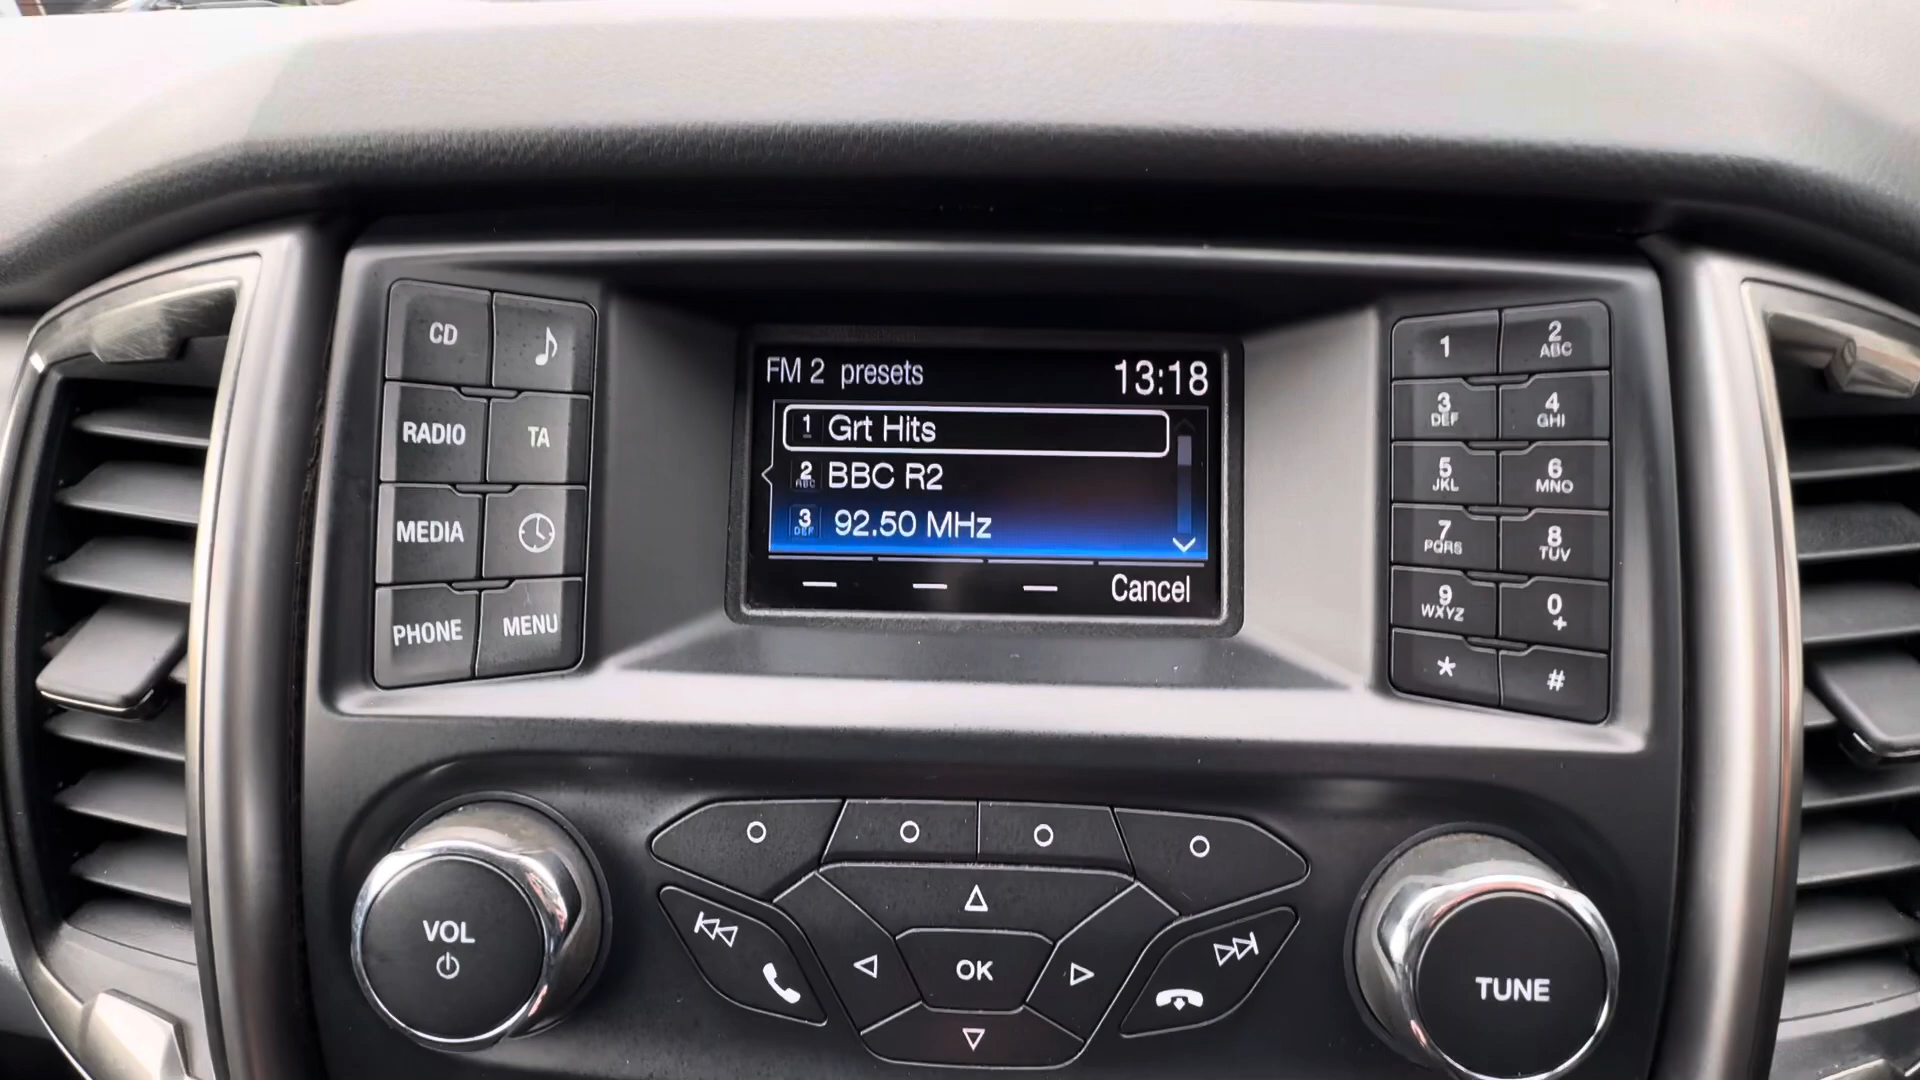 CD
RADIO TA
MEDIA
PHONE MENU
FM 2 presets 13:18
1 Grt Hits
2 ABC BBC R2
3 DEF 92.50 MHz
Cancel
1 2
ABC
3 4
DEF GHI
5 6
JKL MNO
7 8
PQRS TUV
9 0
WXYZ +
* #
VOL
OK
TUNE